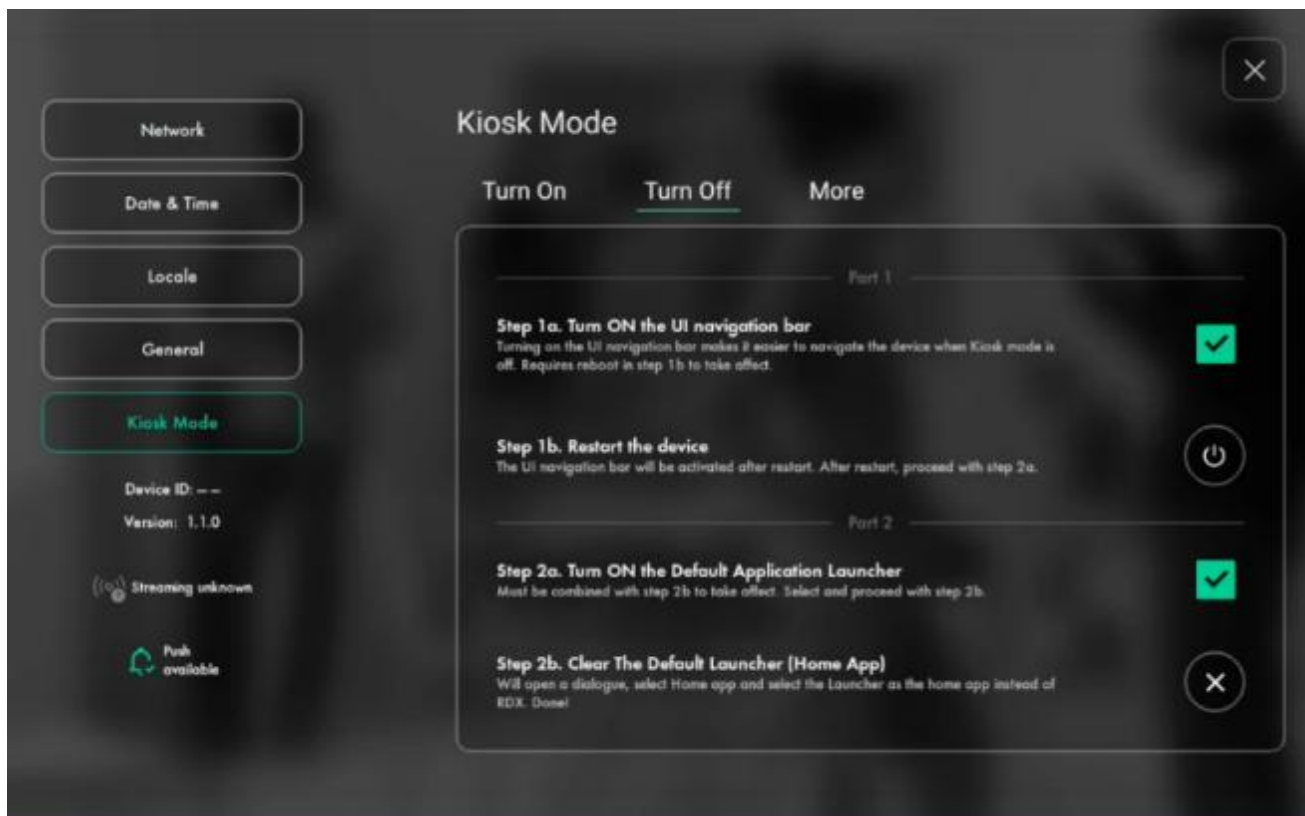 Network
Date & Time
Locale
General
Kiosk Mode
Device ID: – –
Version: 1.1.0
Streaming unknown
Push
available
Kiosk Mode
Turn On Turn Off More
Part 1
Step 1a. Turn ON the UI navigation bar
Turning on the UI navigation bar makes it easier to navigate the device when Kiosk mode is
off. Requires reboot in step 1b to take affect.
Step 1b. Restart the device
The UI navigation bar will be activated after restart. After restart, proceed with step 2a.
Part 2
Step 2a. Turn ON the Default Application Launcher
Must be combined with step 2b to take effect. Select and proceed with step 2b.
Step 2b. Clear The Default Launcher (Home App)
Will open a dialogue, select Home app and select the Launcher as the home app instead of
RDX. Done!